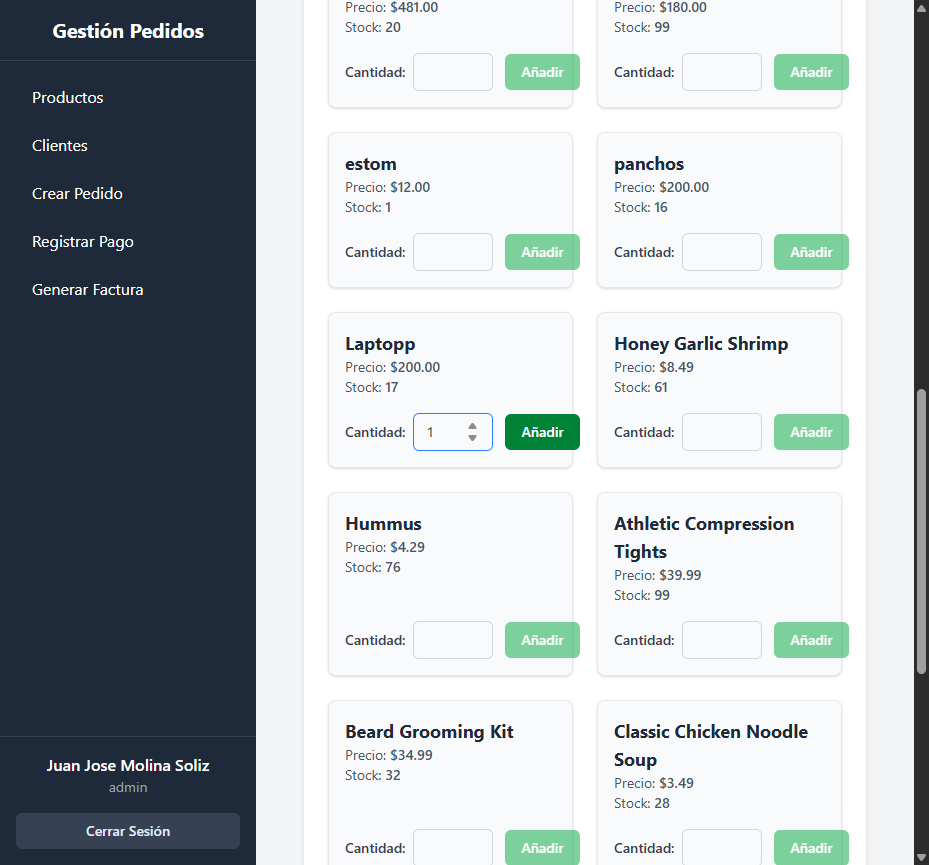 Gestión Pedidos
Productos
Clientes
Crear Pedido
Registrar Pago
Generar Factura
Juan Jose Molina Soliz
admin
Cerrar Sesión
Precio: $481.00
Stock: 20
Cantidad: Añadir
Precio: $180.00
Stock: 99
Cantidad: Añadir
estom
Precio: $12.00
Stock: 1
Cantidad: Añadir
panchos
Precio: $200.00
Stock: 16
Cantidad: Añadir
Laptopp
Precio: $200.00
Stock: 17
Cantidad: 1 Añadir
Honey Garlic Shrimp
Precio: $8.49
Stock: 61
Cantidad: Añadir
Hummus
Precio: $4.29
Stock: 76
Cantidad: Añadir
Athletic Compression
Tights
Precio: $39.99
Stock: 99
Cantidad: Añadir
Beard Grooming Kit
Precio: $34.99
Stock: 32
Cantidad: Añadir
Classic Chicken Noodle
Soup
Precio: $3.49
Stock: 28
Cantidad: Añadir